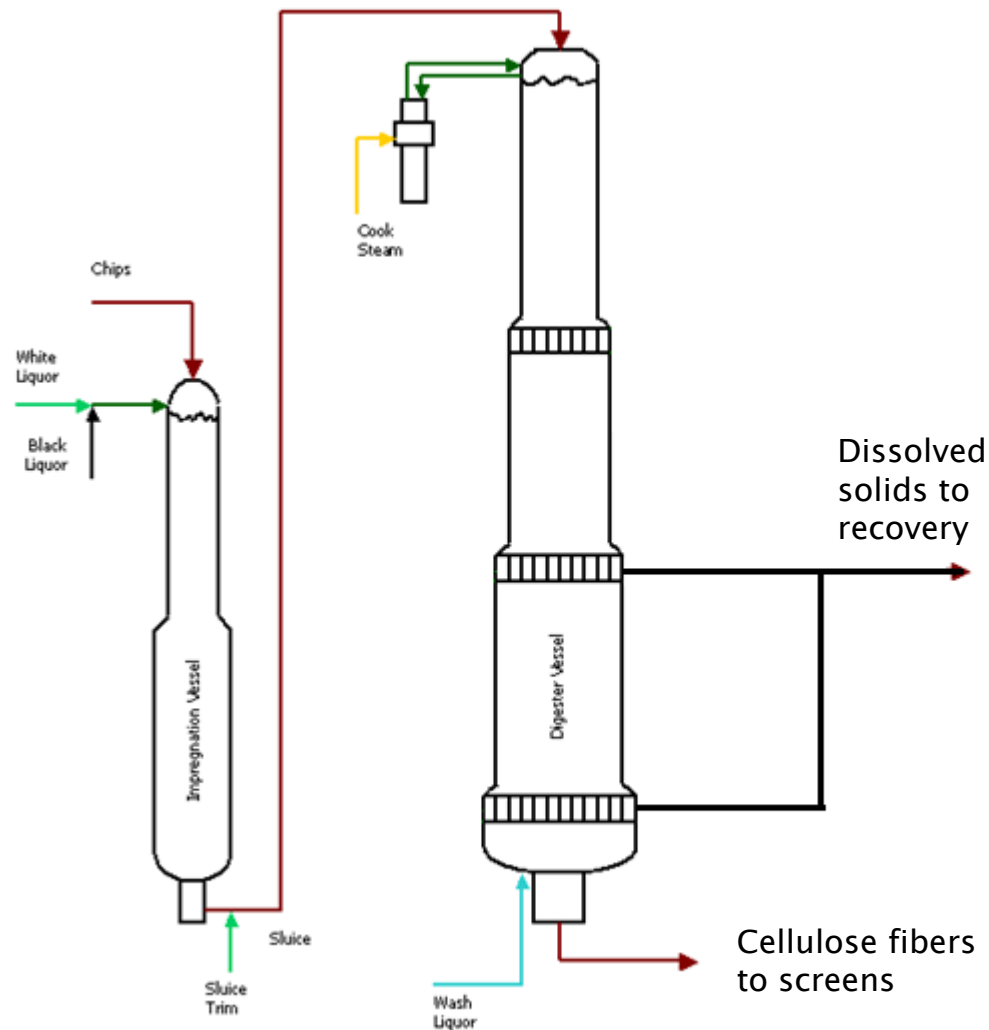 Cook
Steam
Chips
White
Liquor
Black
Liquor
Dissolved
solids to
recovery
Impregnation Vessel
Digester Vessel
Sluice
Sluice
Trim
Wash
Liquor
Cellulose fibers
to screens